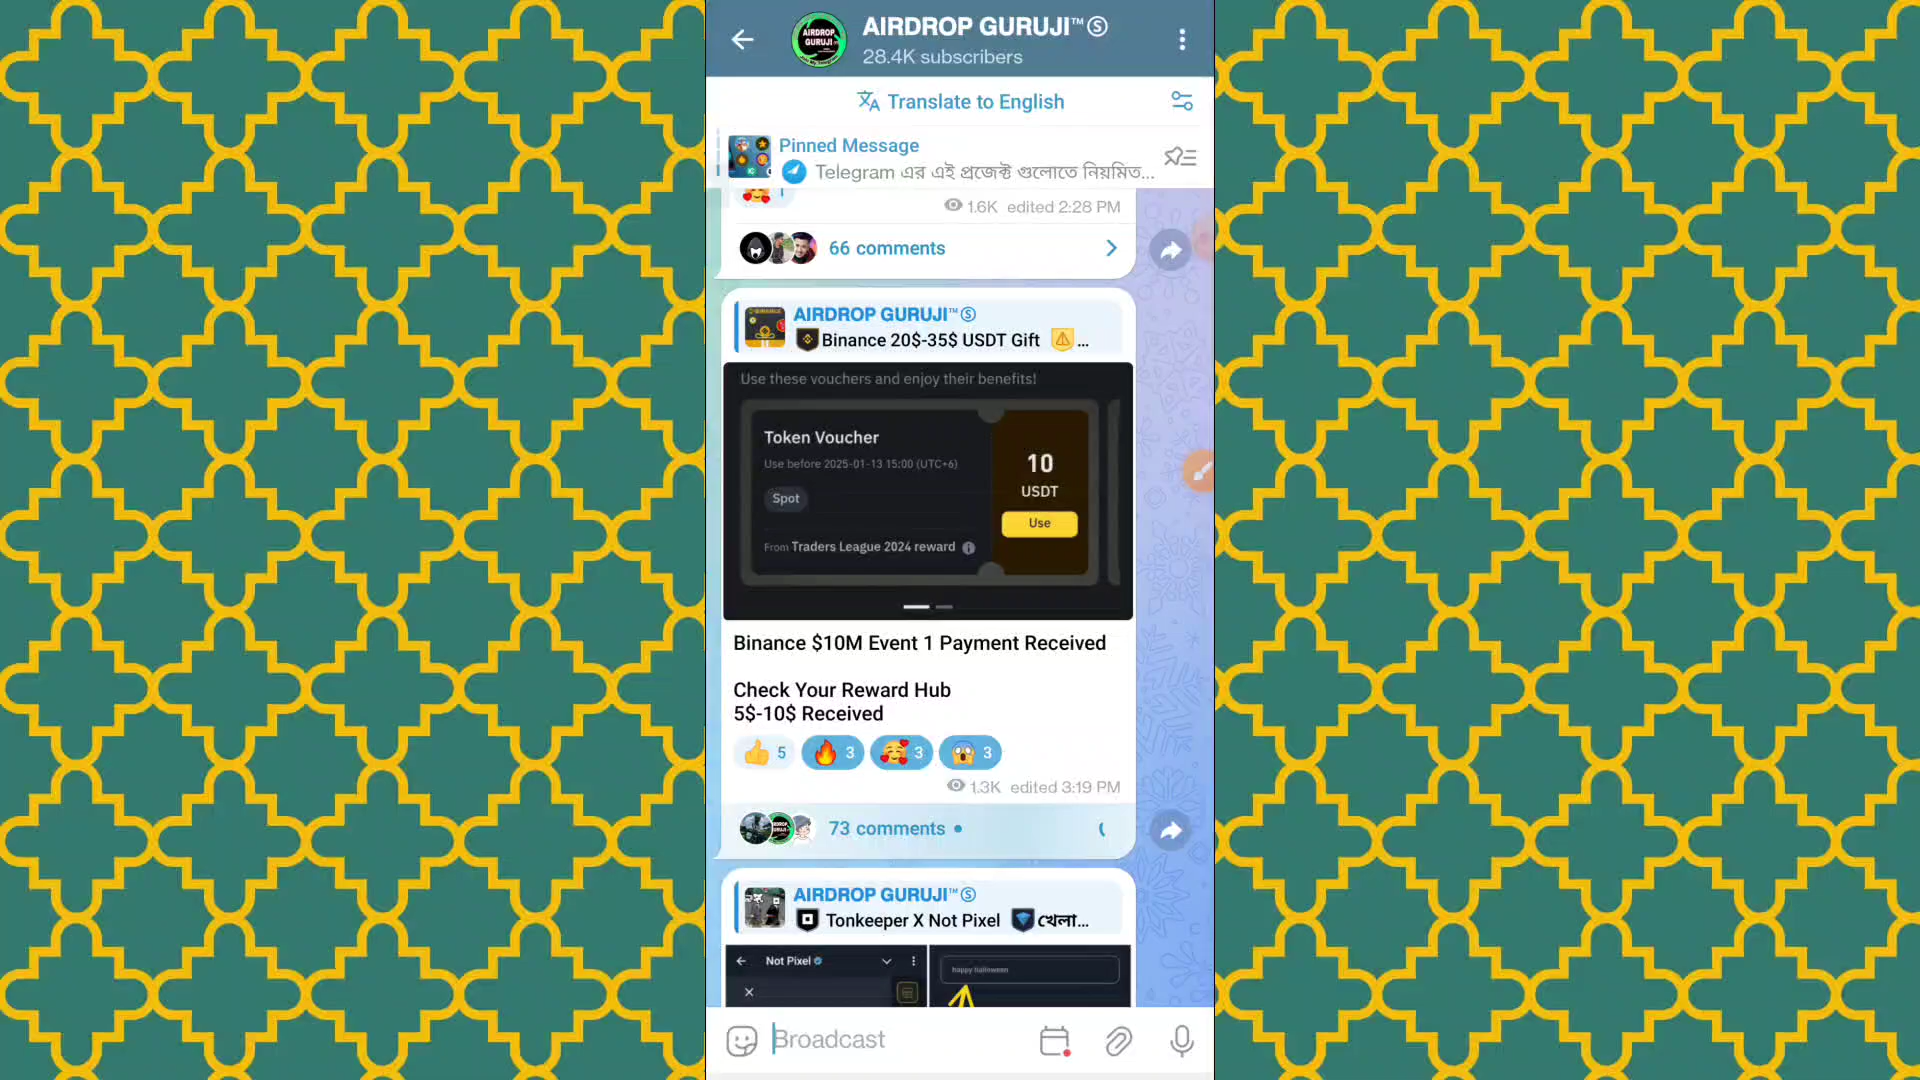 AIRDROP GURUJI™Ⓢ
28.4K subscribers
Translate to English
Pinned Message
Telegram এর এই প্রজেক্ট গুলোতে নিয়মিত...
1
1.6K edited 2:28 PM
66 comments
AIRDROP GURUJI™Ⓢ
Binance 20$-35$ USDT Gift ...
Use these vouchers and enjoy their benefits!
Token Voucher
Use before 2025-01-13 15:00 (UTC+6)
10
USDT
Spot
Use
From Traders League 2024 reward
Binance $10M Event 1 Payment Received
Check Your Reward Hub
5$-10$ Received
5 3 3 3
1.3K edited 3:19 PM
73 comments
AIRDROP GURUJI™Ⓢ
Tonkeeper X Not Pixel খেলা...
Not Pixel
happy halloween
Broadcast